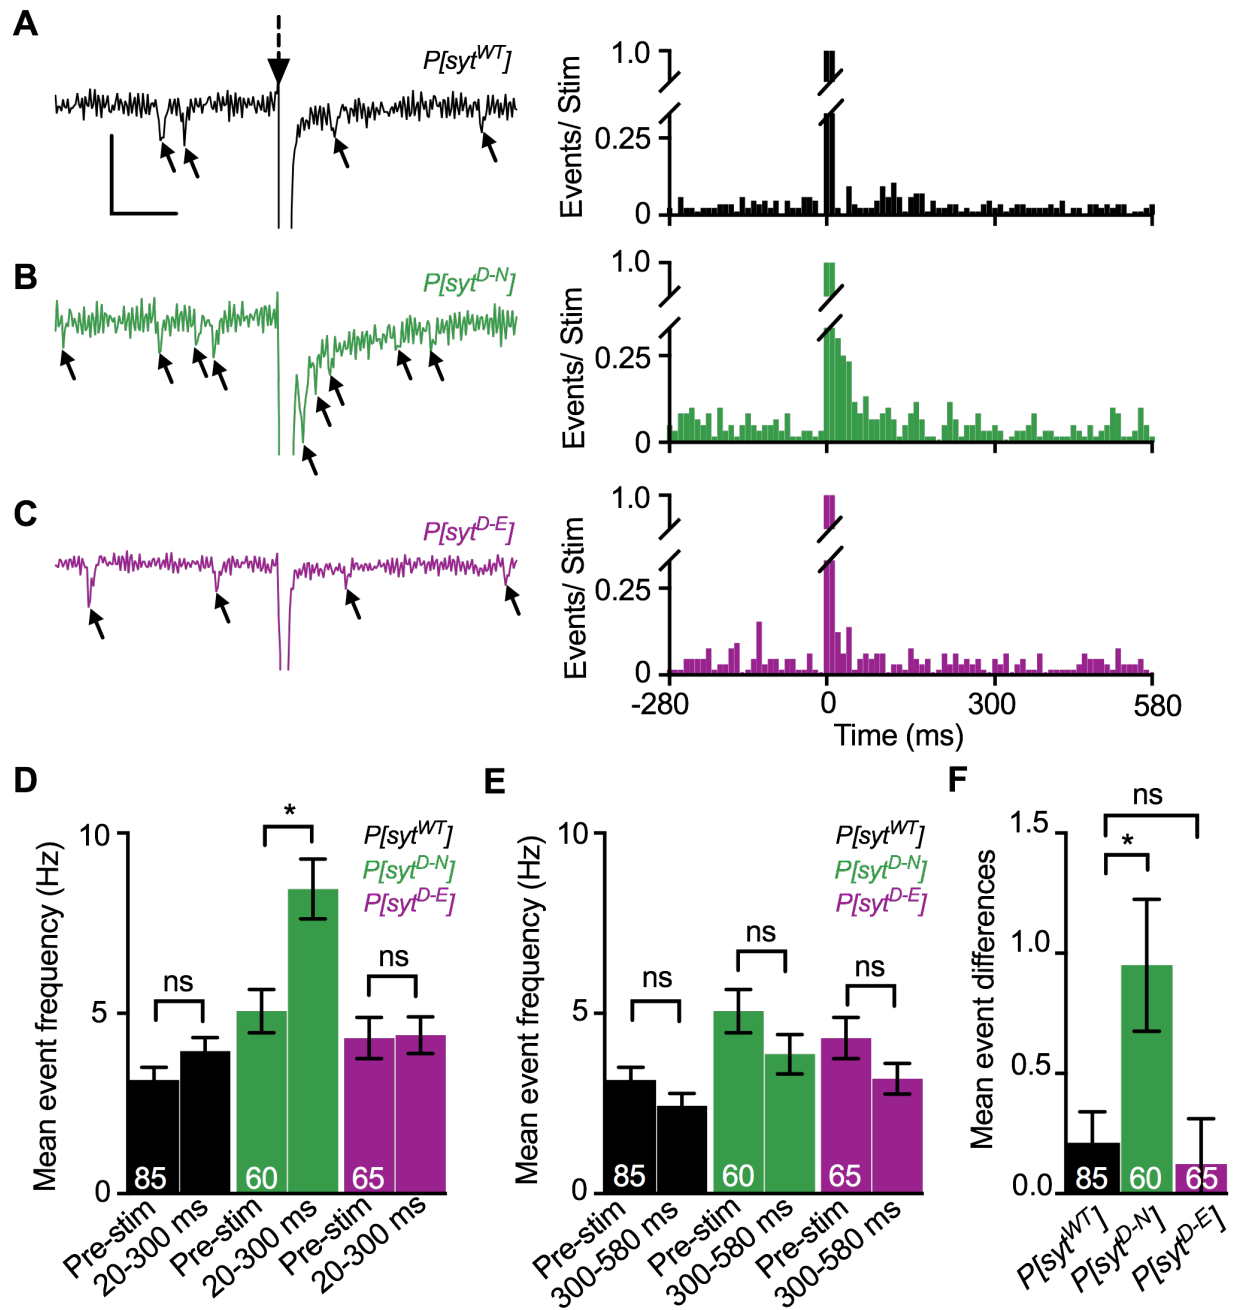 A
P[syt^WT]
1.0
0.25
0
Events/ Stim
B
P[syt^D-N]
1.0
0.25
0
Events/ Stim
C
P[syt^D-E]
1.0
0.25
0
Events/ Stim
-280
0
300
580
Time (ms)
D
10
5
0
Mean event frequency (Hz)
P[syt^WT]
P[syt^D-N]
P[syt^D-E]
ns
*
ns
85
60
65
Pre-stim
20-300 ms
Pre-stim
20-300 ms
Pre-stim
20-300 ms
E
10
5
0
Mean event frequency (Hz)
P[syt^WT]
P[syt^D-N]
P[syt^D-E]
ns
ns
ns
85
60
65
Pre-stim
300-580 ms
Pre-stim
300-580 ms
Pre-stim
300-580 ms
F
1.5
1.0
0.5
0.0
Mean event differences
ns
*
85
60
65
P[syt^WT]
P[syt^D-N]
P[syt^D-E]